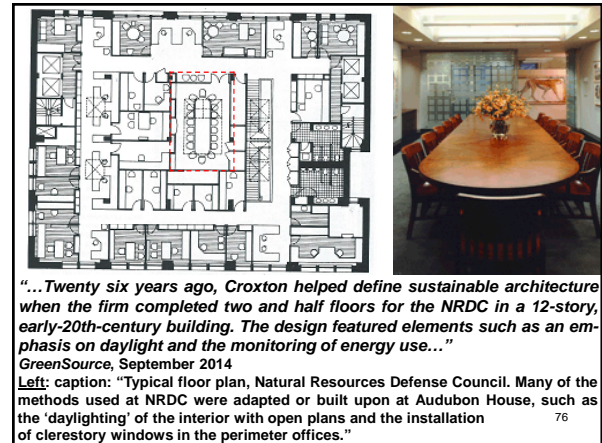 “…Twenty six years ago, Croxton helped define sustainable architecture
when the firm completed two and half floors for the NRDC in a 12-story,
early-20th-century building. The design featured elements such as an em-
phasis on daylight and the monitoring of energy use…”
GreenSource, September 2014
Left: caption: “Typical floor plan, Natural Resources Defense Council. Many of the
methods used at NRDC were adapted or built upon at Audubon House, such as
the ‘daylighting’ of the interior with open plans and the installation
of clerestory windows in the perimeter offices.”
76